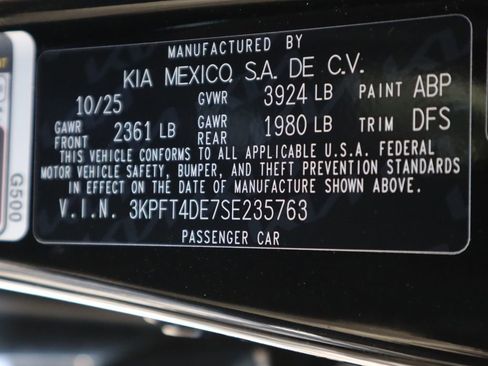 MANUFACTURED BY
KIA MEXICO S.A. DE C.V.
10/25 GVWR 3924 LB PAINT ABP
GAWR FRONT 2361 LB GAWR REAR 1980 LB TRIM DFS
THIS VEHICLE CONFORMS TO ALL APPLICABLE U.S.A. FEDERAL
MOTOR VEHICLE SAFETY, BUMPER, AND THEFT PREVENTION STANDARDS
IN EFFECT ON THE DATE OF MANUFACTURE SHOWN ABOVE.
V.I.N. 3KPFT4DE7SE235763
PASSENGER CAR
G500